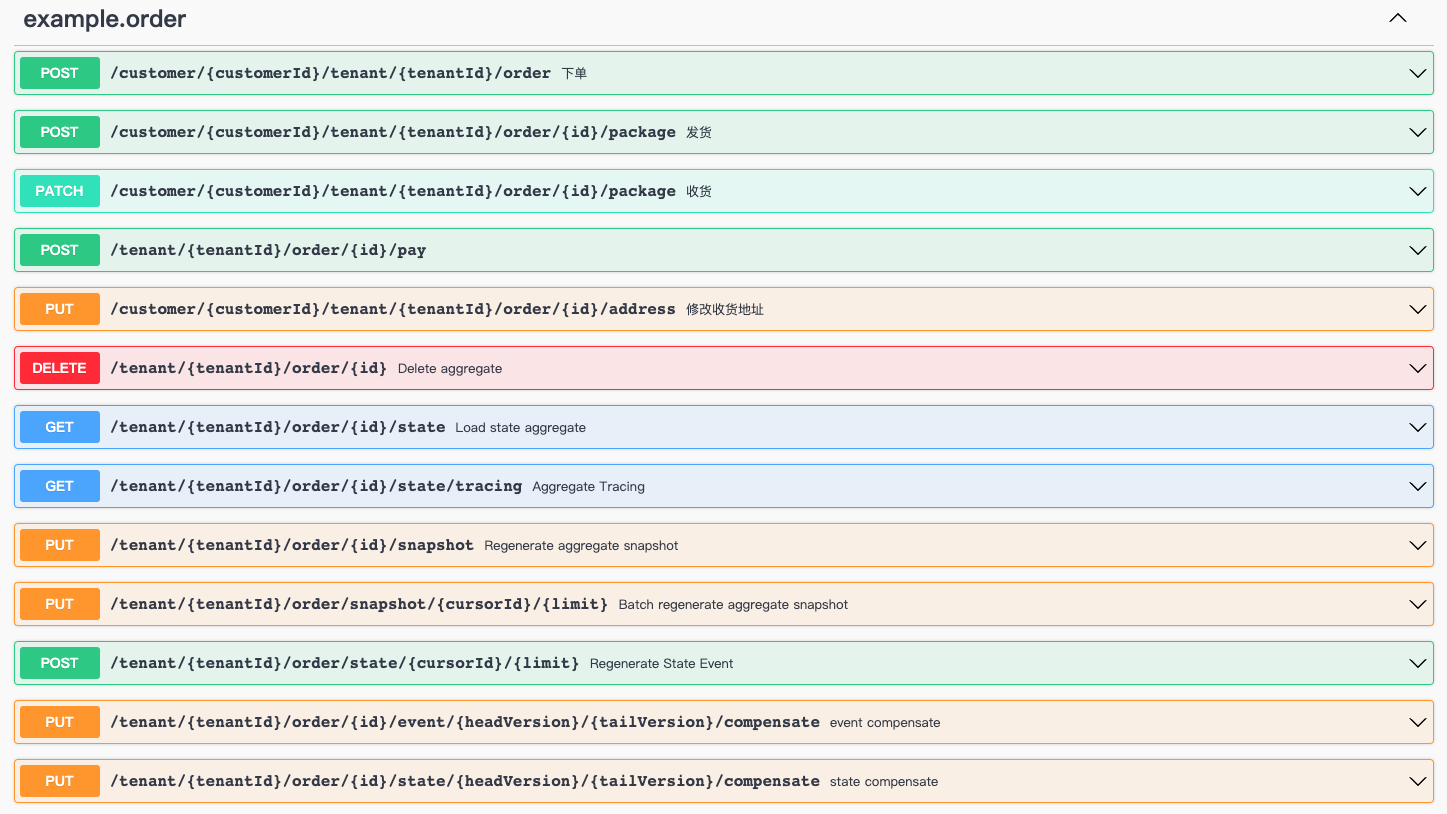 example.order
POST /customer/{customerId}/tenant/{tenantId}/order 下单
POST /customer/{customerId}/tenant/{tenantId}/order/{id}/package 发货
PATCH /customer/{customerId}/tenant/{tenantId}/order/{id}/package 收货
POST /tenant/{tenantId}/order/{id}/pay
PUT /customer/{customerId}/tenant/{tenantId}/order/{id}/address 修改收货地址
DELETE /tenant/{tenantId}/order/{id} Delete aggregate
GET /tenant/{tenantId}/order/{id}/state Load state aggregate
GET /tenant/{tenantId}/order/{id}/state/tracing Aggregate Tracing
PUT /tenant/{tenantId}/order/{id}/snapshot Regenerate aggregate snapshot
PUT /tenant/{tenantId}/order/snapshot/{cursorId}/{limit} Batch regenerate aggregate snapshot
POST /tenant/{tenantId}/order/state/{cursorId}/{limit} Regenerate State Event
PUT /tenant/{tenantId}/order/{id}/event/{headVersion}/{tailVersion}/compensate event compensate
PUT /tenant/{tenantId}/order/{id}/state/{headVersion}/{tailVersion}/compensate state compensate